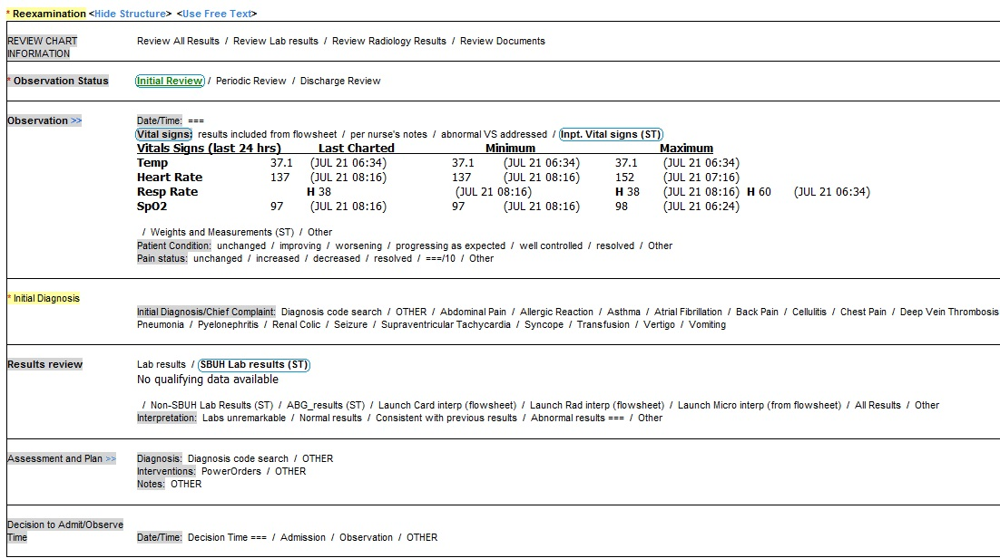 * Reexamination <Hide Structure> <Use Free Text>
REVIEW CHART INFORMATION
Review All Results / Review Lab results / Review Radiology Results / Review Documents
* Observation Status
Initial Review / Periodic Review / Discharge Review
Observation >>
Date/Time: ===
Vital signs: results included from flowsheet / per nurse's notes / abnormal VS addressed / Inpt. Vital signs (ST)
Vitals Signs (last 24 hrs) Last Charted Minimum Maximum
Temp 37.1 (JUL 21 06:34) 37.1 (JUL 21 06:34) 37.1 (JUL 21 06:34)
Heart Rate 137 (JUL 21 08:16) 137 (JUL 21 08:16) 152 (JUL 21 07:16)
Resp Rate H 38 (JUL 21 08:16) H 38 (JUL 21 08:16) H 60 (JUL 21 06:34)
SpO2 97 (JUL 21 08:16) 97 (JUL 21 08:16) 98 (JUL 21 06:24)
/ Weights and Measurements (ST) / Other
Patient Condition: unchanged / improving / worsening / progressing as expected / well controlled / resolved / Other
Pain status: unchanged / increased / decreased / resolved / ===/10 / Other
* Initial Diagnosis
Initial Diagnosis/Chief Complaint: Diagnosis code search / OTHER / Abdominal Pain / Allergic Reaction / Asthma / Atrial Fibrillation / Back Pain / Cellulitis / Chest Pain / Deep Vein Thrombosis
Pneumonia / Pyelonephritis / Renal Colic / Seizure / Supraventricular Tachycardia / Syncope / Transfusion / Vertigo / Vomiting
Results review
Lab results / SBUH Lab results (ST)
No qualifying data available
/ Non-SBUH Lab Results (ST) / ABG_results (ST) / Launch Card interp (flowsheet) / Launch Rad interp (flowsheet) / Launch Micro interp (from flowsheet) / All Results / Other
Interpretation: Labs unremarkable / Normal results / Consistent with previous results / Abnormal results === / Other
Assessment and Plan >>
Diagnosis: Diagnosis code search / OTHER
Interventions: PowerOrders / OTHER
Notes: OTHER
Decision to Admit/Observe
Time
Date/Time: Decision Time === / Admission / Observation / OTHER